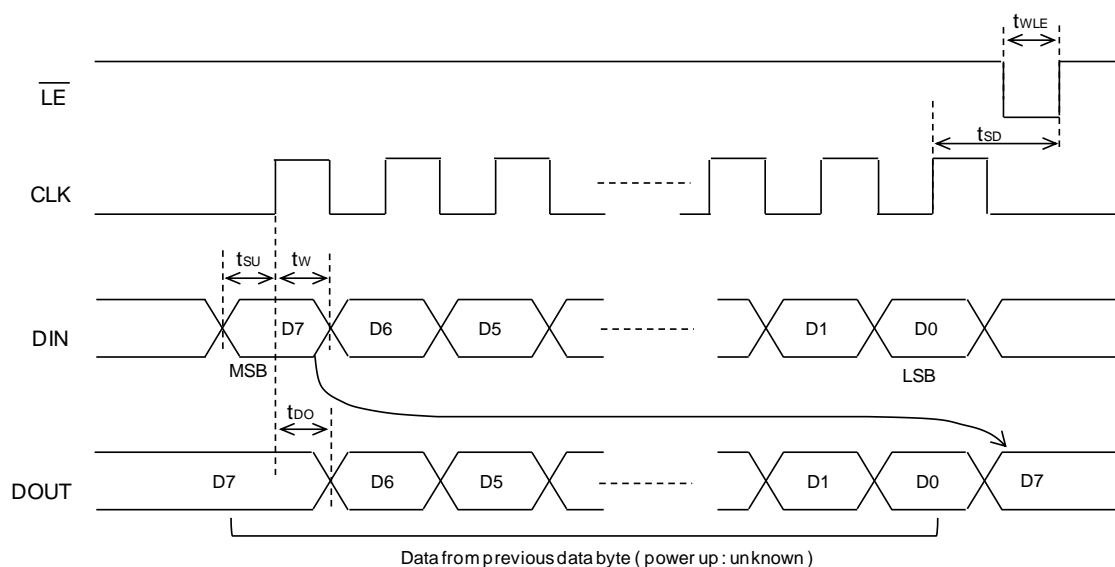 tWLE
LE
tSD
CLK
tSU
tW
D7
D6
D5
D1
D0
DIN
MSB
LSB
tDO
D7
D6
D5
D1
D0
D7
DOUT
Data from previous data byte ( power up : unknown )